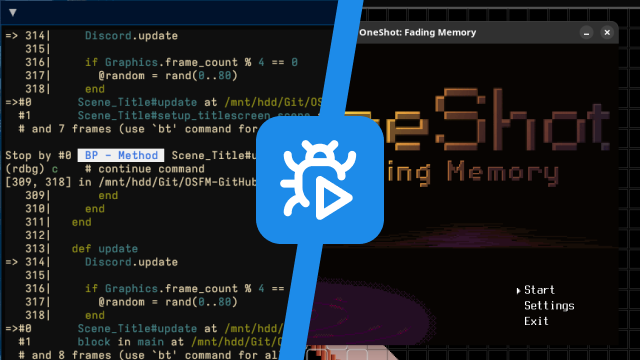 => 314|     Discord.update
315|
316|     if Graphics.frame_count % 4 == 0
317|       @random = rand(0..80)
318|     end
=>#0      Scene_Title#update at /mnt/hdd/Git/OS
#1      Scene_Title#setup_titlescreen_scene
# and 7 frames (use `bt' command for
Stop by #0  BP - Method  Scene_Title#u
(rdbg) c    # continue command
[309, 318] in /mnt/hdd/Git/OSFM-GitHub
309|       end
310|     end
311|   end
312|
313|   def update
=> 314|     Discord.update
315|
316|     if Graphics.frame_count % 4 ==
317|       @random = rand(0..80)
318|     end
=>#0      Scene_Title#update at /mnt/hdd/
#1      block in main at /mnt/hdd/Git/O
# and 8 frames (use `bt' command for al
OneShot: Fading Memory
eShot
ing Memory
Start
Settings
Exit